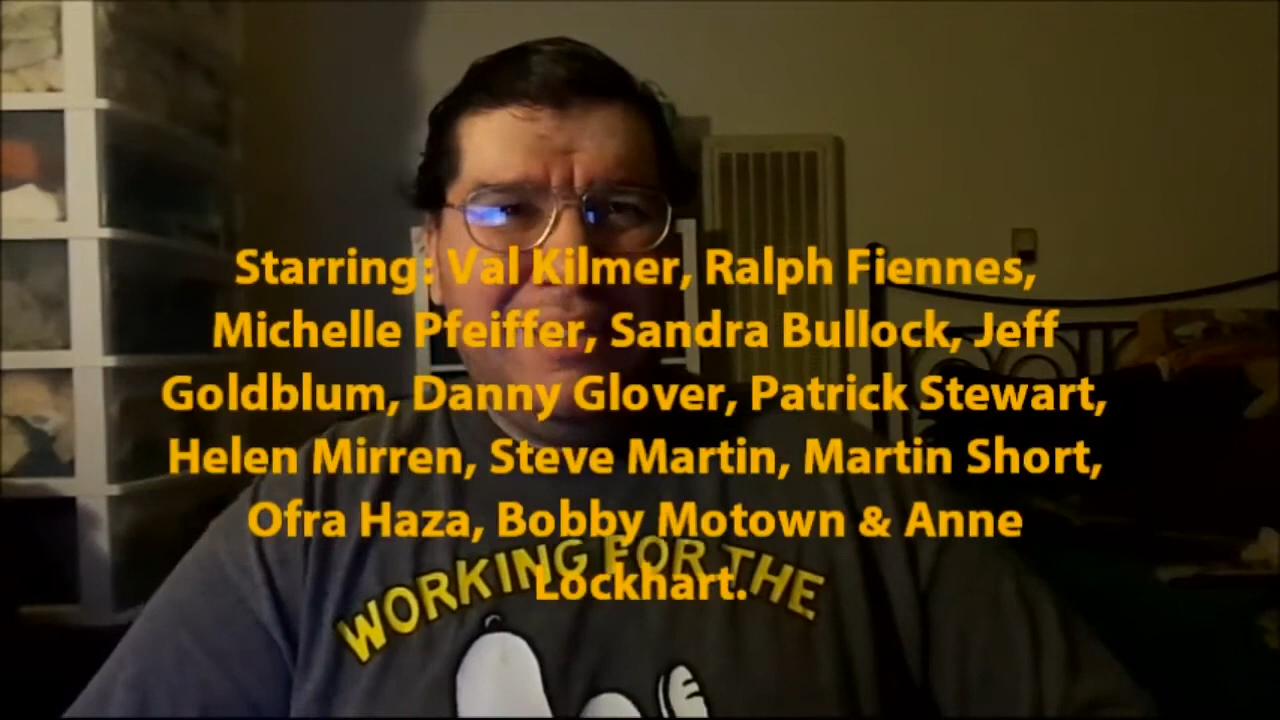 Starring: Val Kilmer, Ralph Fiennes,
Michelle Pfeiffer, Sandra Bullock, Jeff
Goldblum, Danny Glover, Patrick Stewart,
Helen Mirren, Steve Martin, Martin Short,
Ofra Haza, Bobby Motown & Anne
Lockhart.
WORKING FOR THE